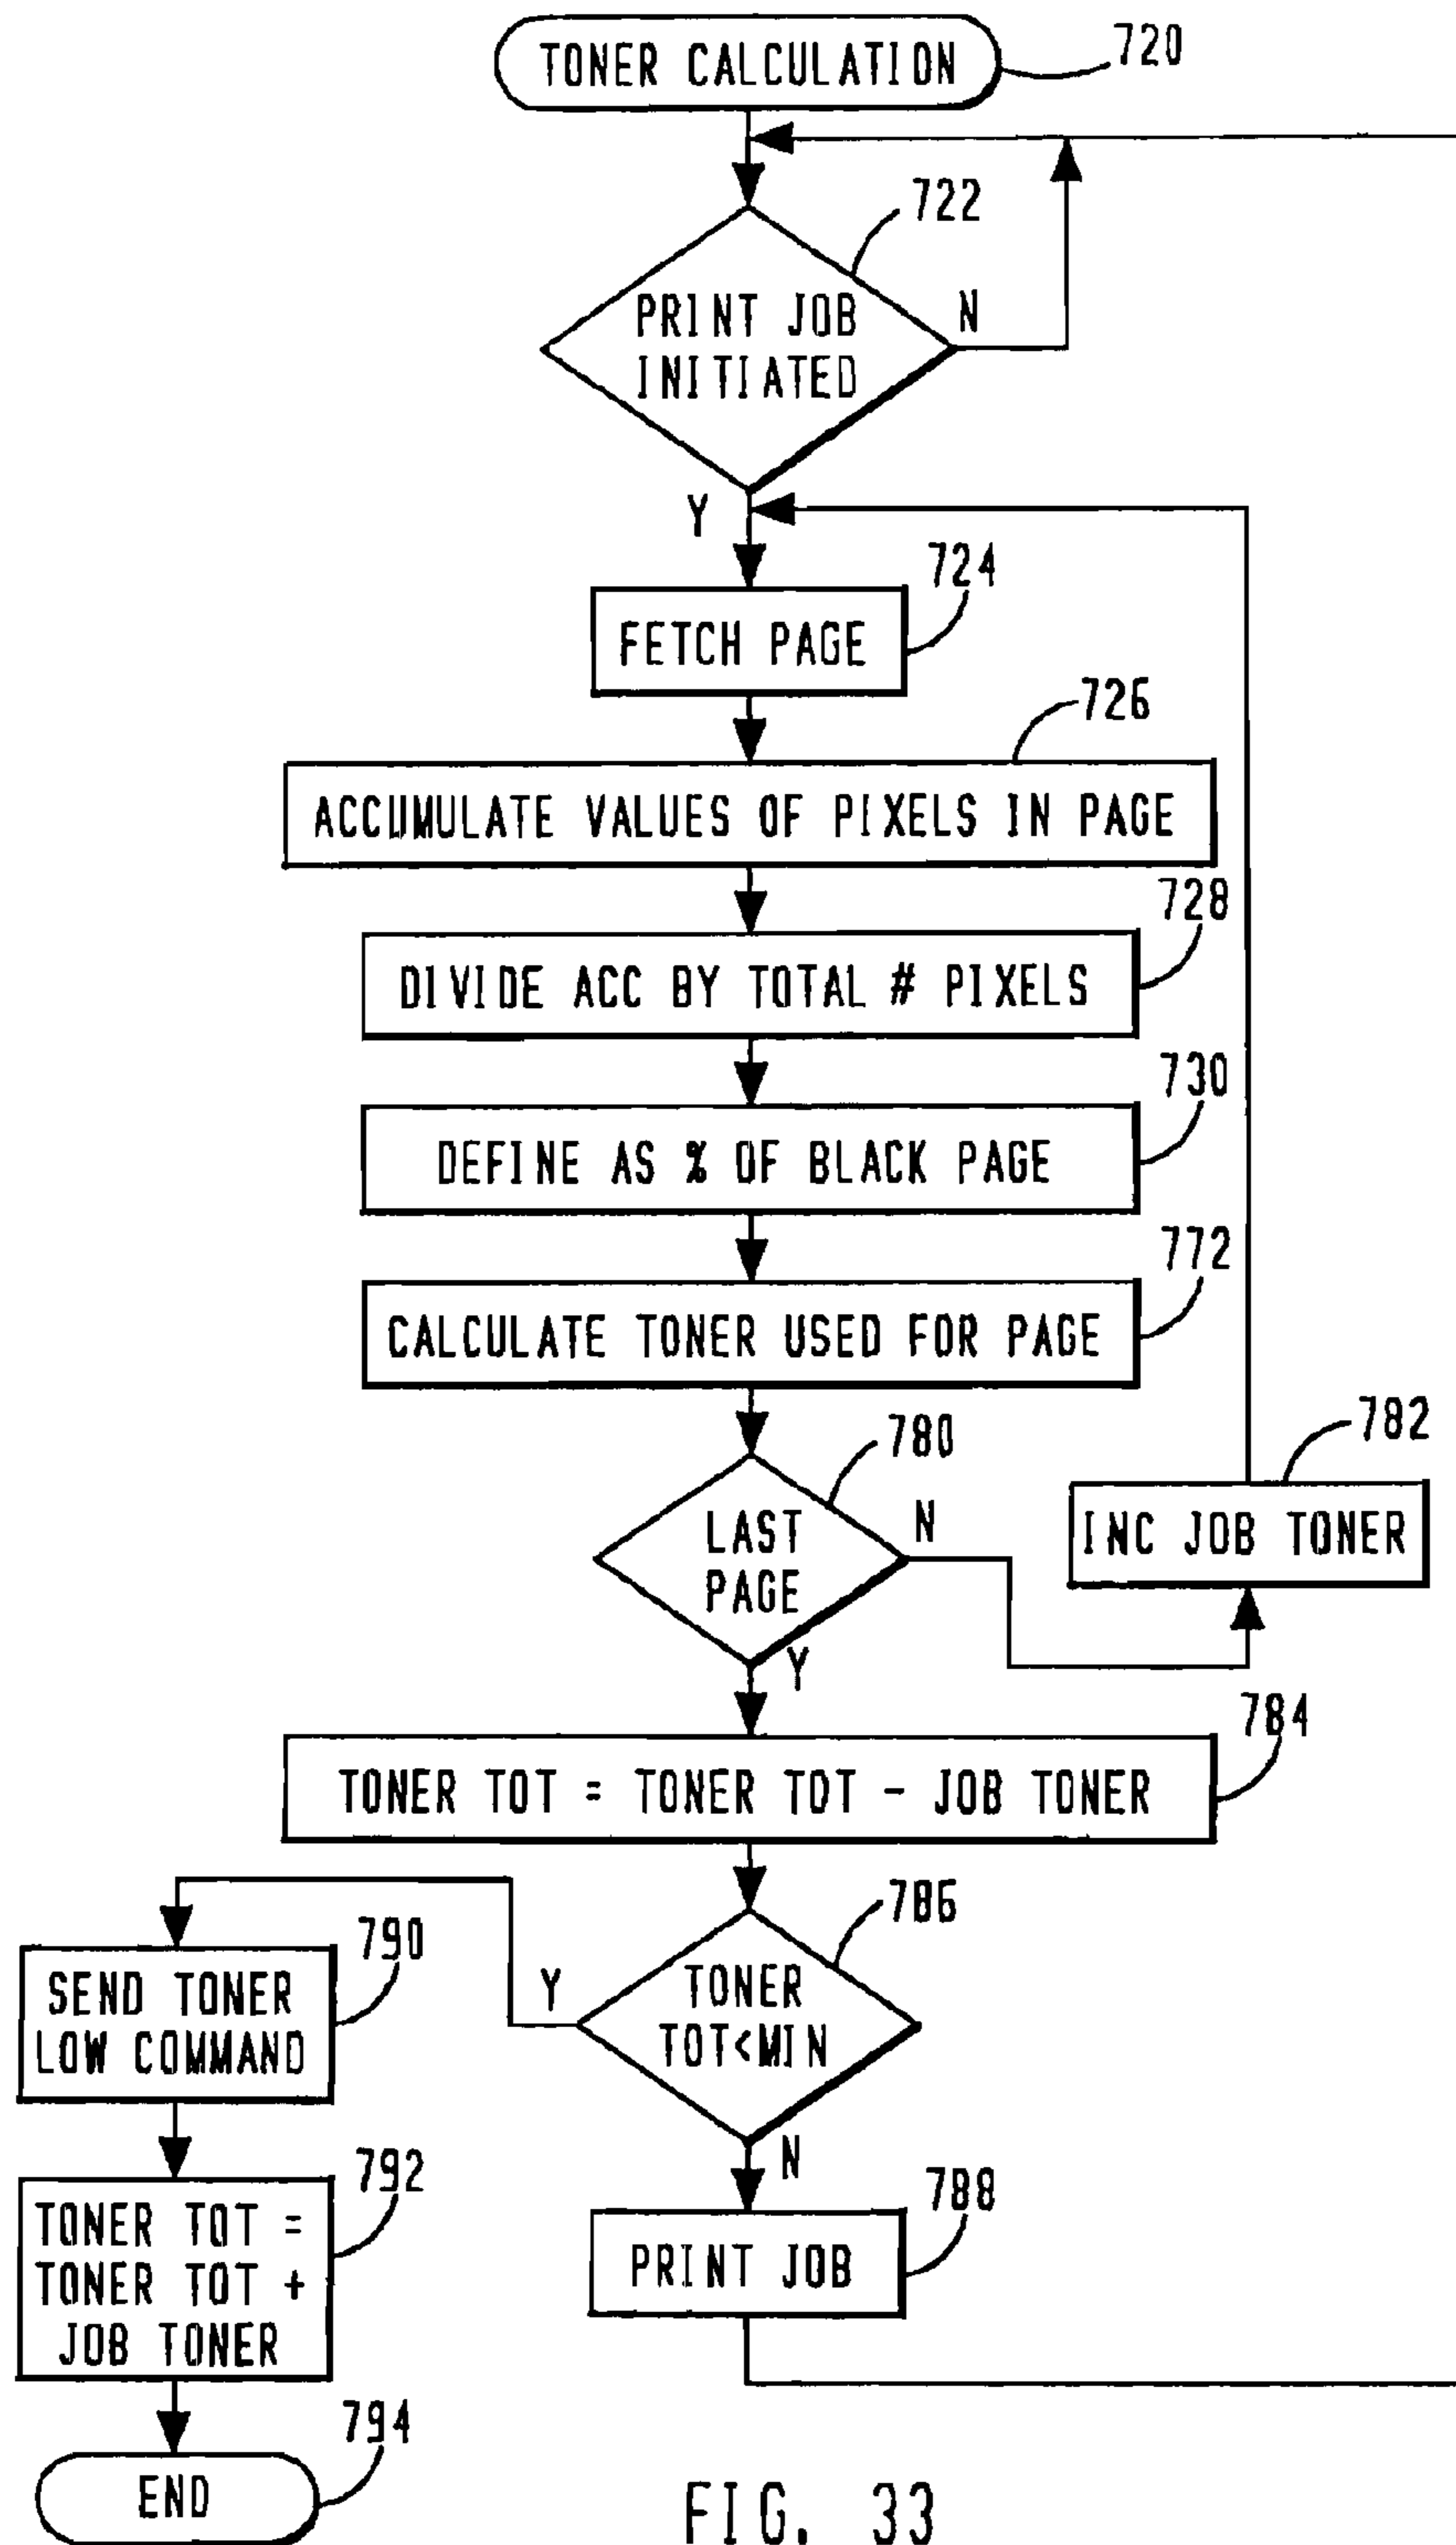 TONER CALCULATION
720
722
PRINT JOB
INITIATED
N
Y
724
FETCH PAGE
726
ACCUMULATE VALUES OF PIXELS IN PAGE
728
DIVIDE ACC BY TOTAL # PIXELS
730
DEFINE AS % OF BLACK PAGE
772
CALCULATE TONER USED FOR PAGE
780
LAST
PAGE
N
782
INC JOB TONER
Y
784
TONER TOT = TONER TOT - JOB TONER
786
TONER
TOT<MIN
Y
790
SEND TONER
LOW COMMAND
N
788
PRINT JOB
792
TONER TOT =
TONER TOT +
JOB TONER
794
END
FIG. 33